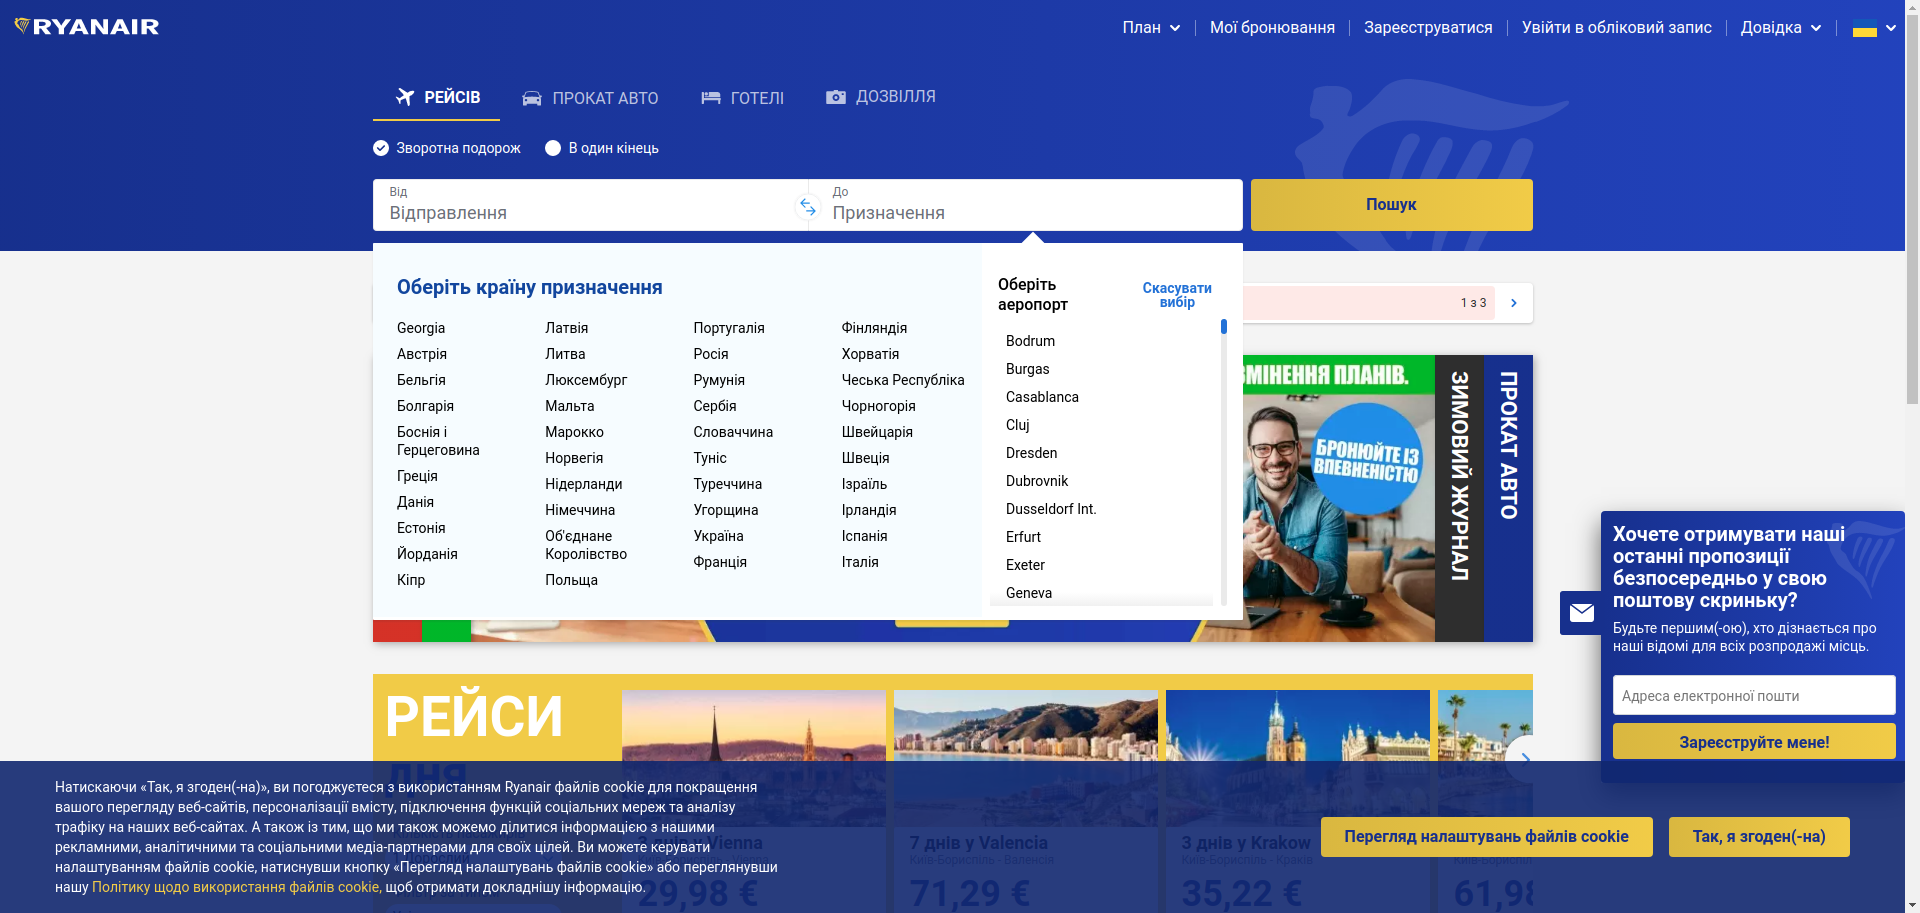 RYANAIR
План
Мої бронювання
Зареєструватися
Увійти в обліковий запис
Довідка
РЕЙСІВ
ПРОКАТ АВТО
ГОТЕЛІ
ДОЗВІЛЛЯ
Зворотна подорож
В один кінець
Від
Відправлення
До
Призначення
Пошук
Оберіть країну призначення
Georgia
Австрія
Бельгія
Болгарія
Боснія і
Герцеговина
Греція
Данія
Естонія
Йорданія
Кіпр
Латвія
Литва
Люксембург
Мальта
Марокко
Норвегія
Нідерланди
Німеччина
Об'єднане
Королівство
Польща
Португалія
Росія
Румунія
Сербія
Словаччина
Туніс
Туреччина
Угорщина
Україна
Франція
Фінляндія
Хорватія
Чеська Республіка
Чорногорія
Швейцарія
Швеція
Ізраїль
Ірландія
Іспанія
Італія
Оберіть
аеропорт
Скасувати
вибір
Bodrum
Burgas
Casablanca
Cluj
Dresden
Dubrovnik
Dusseldorf Int.
Erfurt
Exeter
Geneva
1 з 3
ПЛАНІВ.
БРОНЮЙТЕ ІЗ
ВПЕВНЕНІСТЮ
ЗИМОВИЙ ЖУРНАЛ
ПРОКАТ АВТО
Хочете отримувати наші
останні пропозиції
безпосередньо у свою
поштову скриньку?
Будьте першим(-ою), хто дізнається про
наші відомі для всіх розпродажі місць.
Адреса електронної пошти
Зареєструйте мене!
РЕЙСИ
ДНЯ
Vienna
29,98 €
7 днів у Valencia
Київ-Бориспіль - Валенсія
71,29 €
3 днів у Krakow
Київ-Бориспіль - Краків
35,22 €
Київ-Бориспіль
61,98
Натискаючи «Так, я згоден(-на)», ви погоджуєтеся з використанням Ryanair файлів cookie для покращення
вашого перегляду веб-сайтів, персоналізації вмісту, підключення функцій соціальних мереж та аналізу
трафіку на наших веб-сайтах. А також із тим, що ми також можемо ділитися інформацією з нашими
рекламними, аналітичними та соціальними медіа-партнерами для своїх цілей. Ви можете керувати
налаштуванням файлів cookie, натиснувши кнопку «Перегляд налаштувань файлів cookie» або переглянувши
нашу Політику щодо використання файлів cookie, щоб отримати докладнішу інформацію.
Перегляд налаштувань файлів cookie
Так, я згоден(-на)